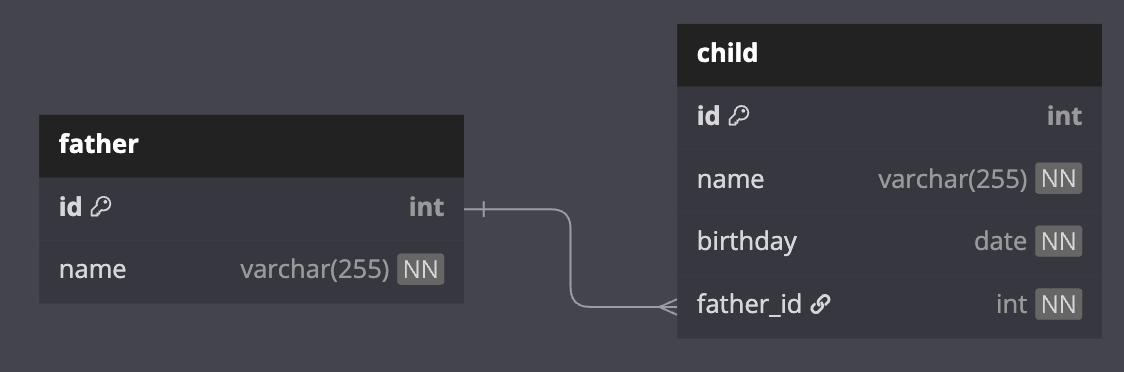 father
id int
name varchar(255) NN
child
id int
name varchar(255) NN
birthday date NN
father_id int NN